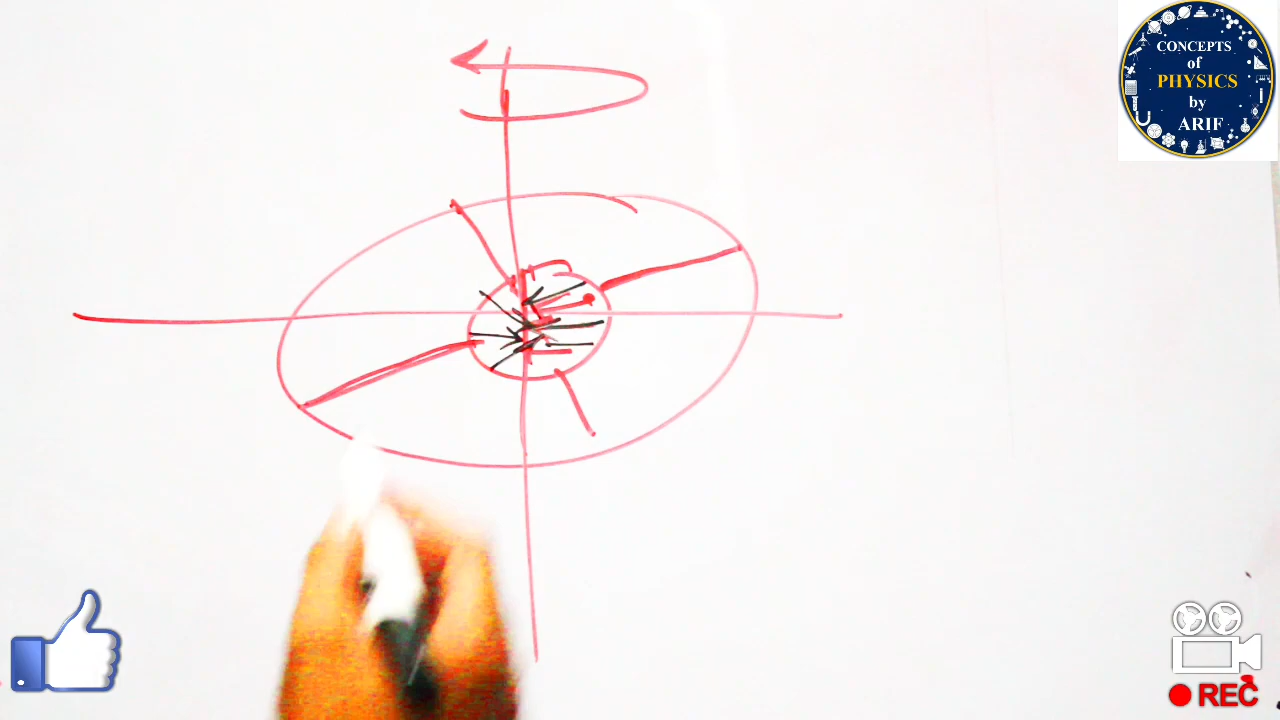 CONCEPTS
of
PHYSICS
by
ARIF
REC